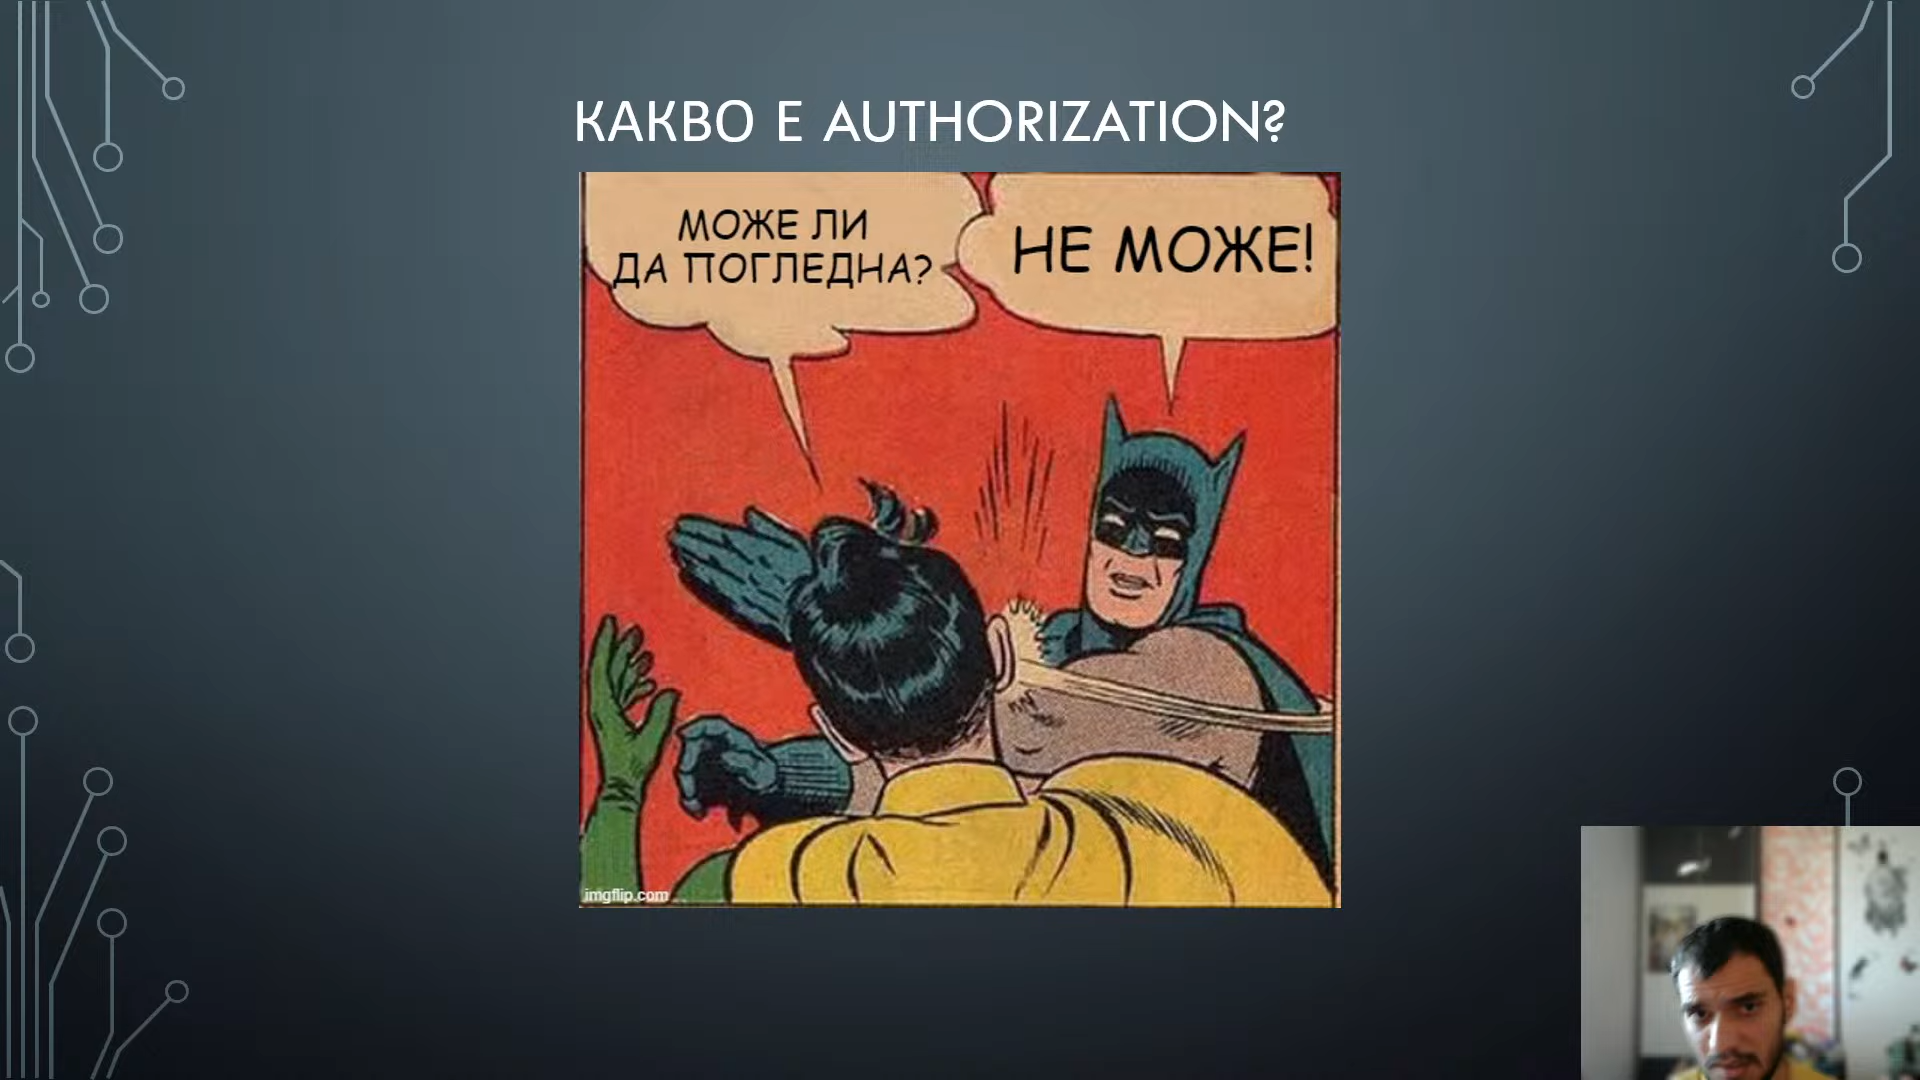 КАКВО Е AUTHORIZATION?
МОЖЕ ЛИ
ДА ПОГЛЕДНА?
НЕ МОЖЕ!
imgflip.com